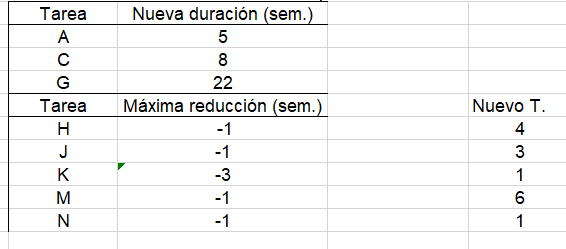 Tarea Nueva duración (sem.)
A 5
C 8
G 22
Tarea Máxima reducción (sem.) Nuevo T.
H -1 4
J -1 3
K -3 1
M -1 6
N -1 1